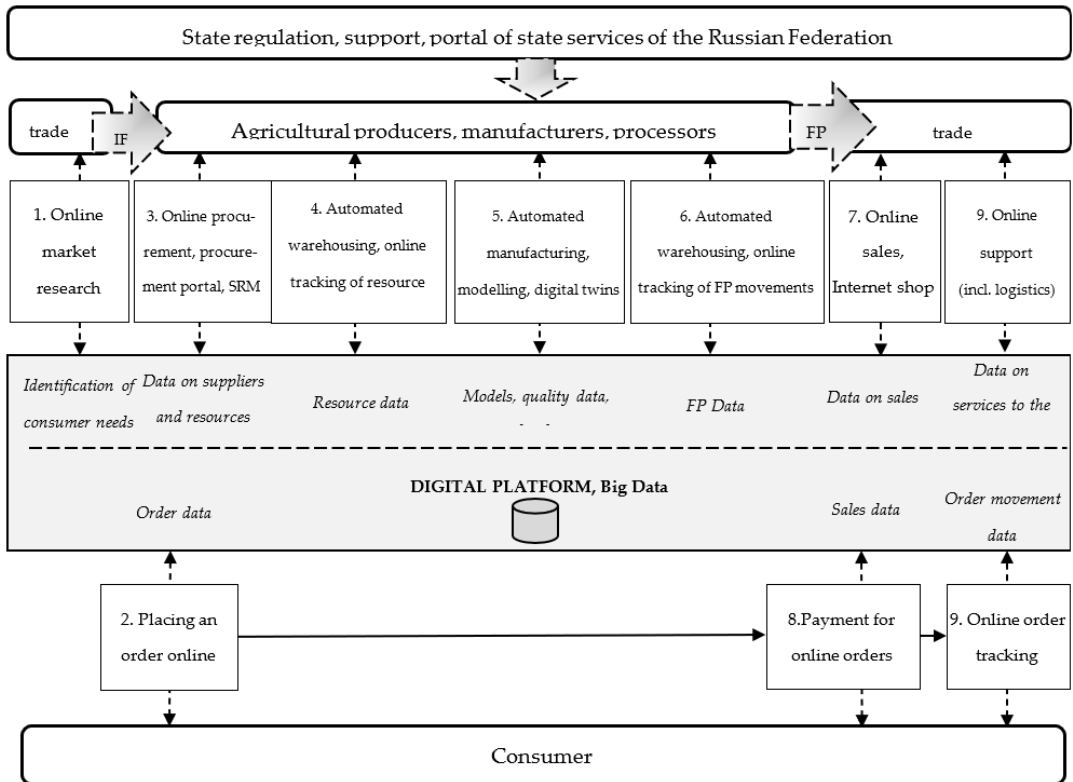 State regulation, support, portal of state services of the Russian Federation
trade
IF
Agricultural producers, manufacturers, processors
FP
trade
1. Online
market
research
3. Online procu-
rement, procure-
ment portal, SRM
4. Automated
warehousing, online
tracking of resource
5. Automated
manufacturing,
modelling, digital twins
6. Automated
warehousing, online
tracking of FP movements
7. Online
sales,
Internet shop
9. Online
support
(incl. logistics)
Identification of
consumer needs
Data on suppliers
and resources
Resource data
Models, quality data,
FP Data
Data on sales
Data on
services to the
DIGITAL PLATFORM, Big Data
Order data
Sales data
Order movement
data
2. Placing an
order online
8.Payment for
online orders
9. Online order
tracking
Consumer